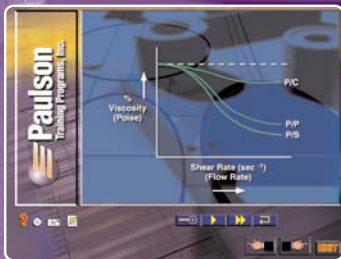 Paulson
Training Programs, Inc.
%
Viscosity
(Poise)
P/C
P/P
P/S
Shear Rate (sec ⁻¹)
(Flow Rate)
EXIT